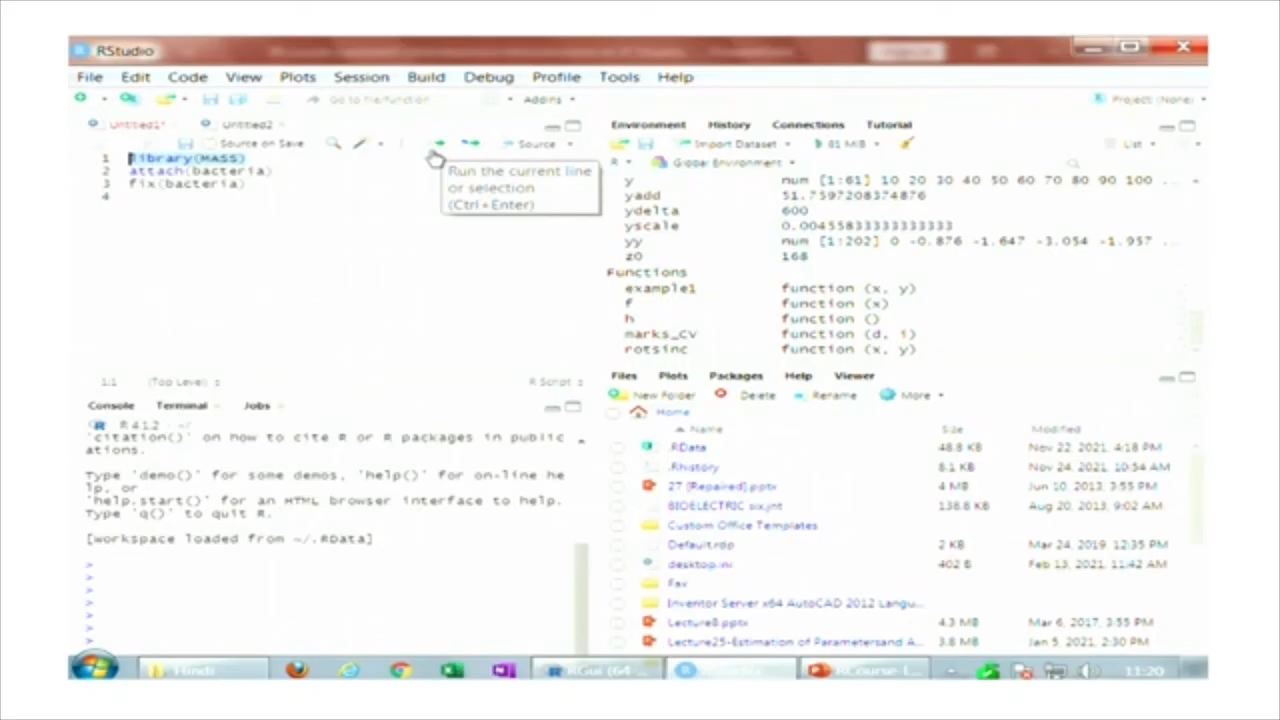 RStudio
File Edit Code View Plots Session Build Debug Profile Tools Help
Go to file/function Addins Project: (None)
Untitled1* Untitled2
Source on Save Source
1 library(MASS)
2 attach(bacteria)
3 fix(bacteria)
4
Run the current line
or selection
(Ctrl+Enter)
1:1 (Top Level) R Script
Console Terminal Jobs
R 4.1.2 · ~/
'citation()' on how to cite R or R packages in public
ations.
Type 'demo()' for some demos, 'help()' for on-line he
lp, or
'help.start()' for an HTML browser interface to help.
Type 'q()' to quit R.
[workspace loaded from ~/.RData]
>
>
>
>
>
>
>
Environment History Connections Tutorial
Import Dataset 81 MiB List
R Global Environment
y num [1:61] 10 20 30 40 50 60 70 80 90 100 ...
yadd 51.7597208374876
ydelta 600
yscale 0.00455833333333333
yy num [1:202] 0 -0.876 -1.647 -3.054 -1.957 ...
z0 168
Functions
example1 function (x, y)
f function (x)
h function ()
marks_cv function (d, i)
rotsinc function (x, y)
Files Plots Packages Help Viewer
New Folder Delete Rename More
Home
Name Size Modified
.RData 48.8 KB Nov 22, 2021, 4:18 PM
.Rhistory 8.1 KB Nov 24, 2021, 10:54 AM
27 [Repaired].pptx 4 MB Jun 10, 2013, 3:55 PM
BIOELECTRIC six.jnt 136.8 KB Aug 20, 2013, 9:02 AM
Custom Office Templates
Default.rdp 2 KB Mar 24, 2019, 12:35 PM
desktop.ini 402 B Feb 13, 2021, 11:42 AM
Fax
Inventor Server x64 AutoCAD 2012 Langu...
Lecture8.pptx 4.3 MB Mar 6, 2017, 3:55 PM
Lecture25-Estimation of Parametersand A... 3.8 MB Jan 5, 2021, 2:30 PM
Hindi RGui (64-... RStudio RCourse-L... 11:20